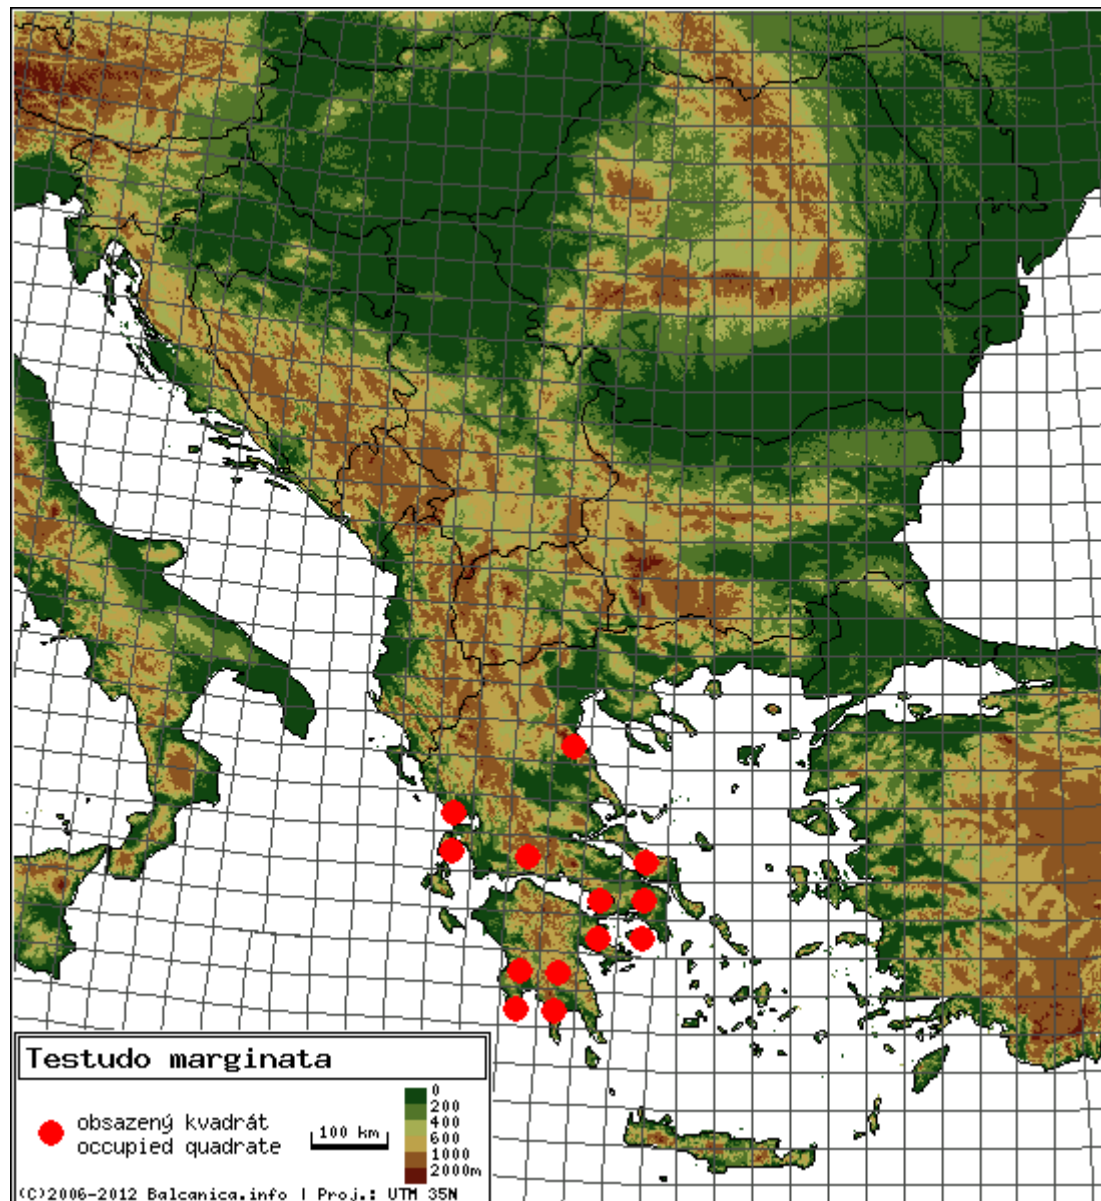 Testudo marginata
obsazený kvadrát
occupied quadrate
100 km
0
200
400
600
1000
2000m
(C)2006-2012 Balcanica.info | Proj.: UTM 35N